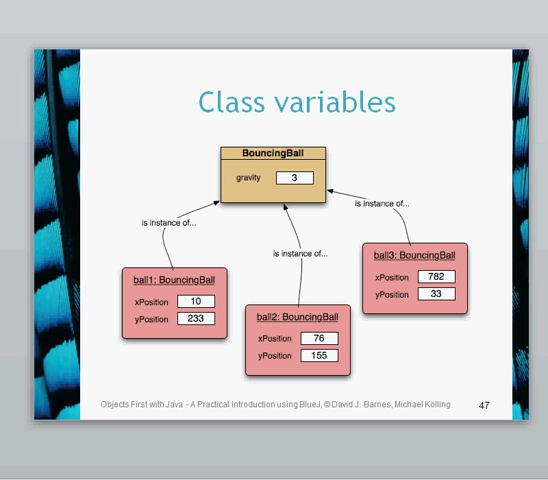 Class variables
BouncingBall
gravity 3
is instance of...
is instance of...
is instance of...
ball1: BouncingBall
xPosition 10
yPosition 233
ball2: BouncingBall
xPosition 76
yPosition 155
ball3: BouncingBall
xPosition 782
yPosition 33
Objects First with Java - A Practical Introduction using BlueJ, © David J. Barnes, Michael Kölling
47